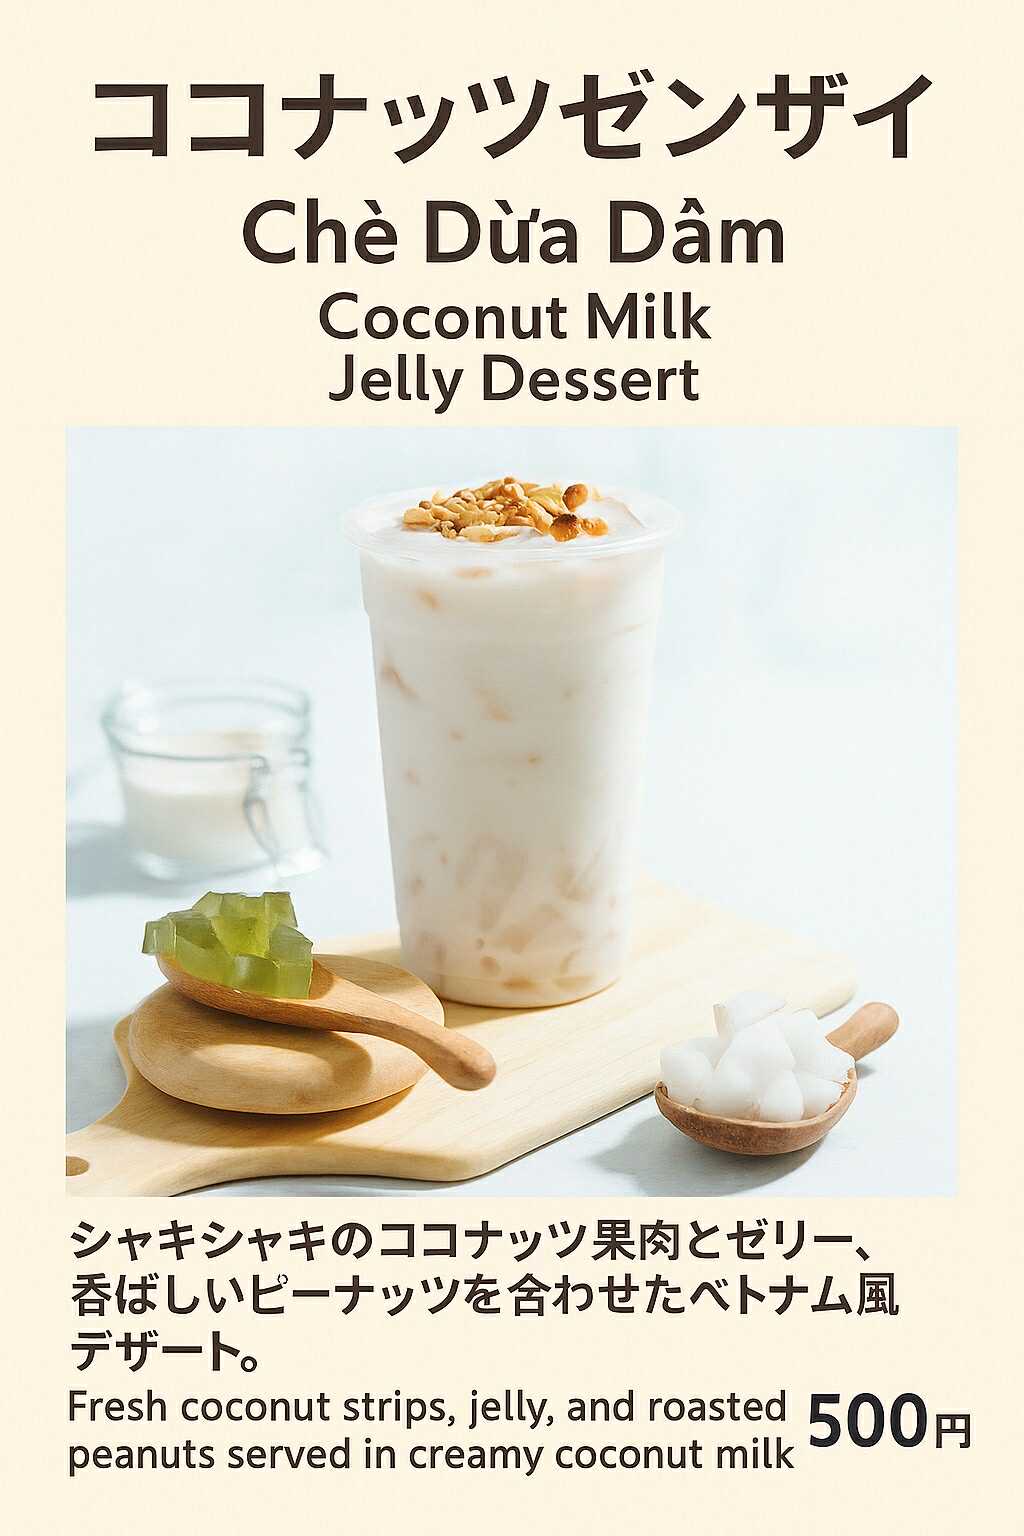 ココナッツゼンザイ
Chè Dừa Dâm
Coconut Milk
Jelly Dessert
シャキシャキのココナッツ果肉とゼリー、
呑ばしいピーナッツを含わせたベトナム風
デザート。
Fresh coconut strips, jelly, and roasted
peanuts served in creamy coconut milk
500円